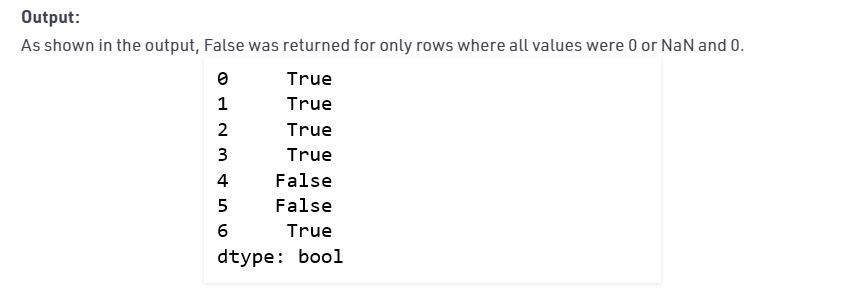 Output:
As shown in the output, False was returned for only rows where all values were 0 or NaN and 0.
0 True
1 True
2 True
3 True
4 False
5 False
6 True
dtype: bool